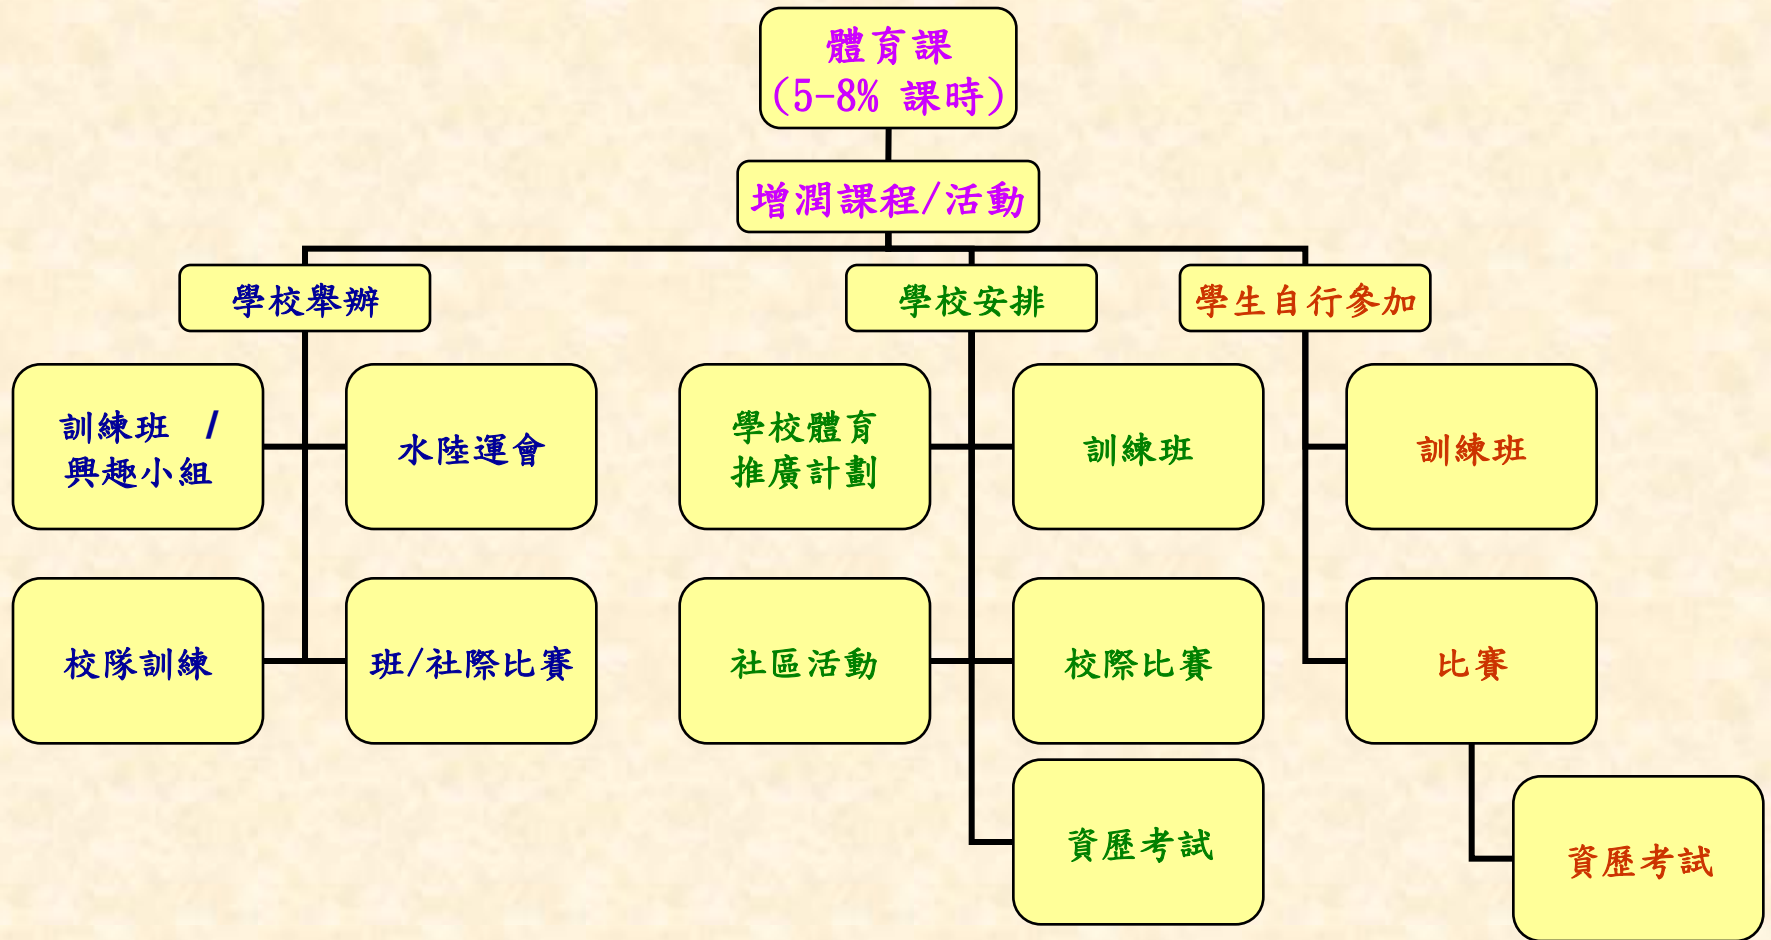 體育課
(5-8% 課時)
增潤課程/活動
學校舉辦
學校安排
學生自行參加
訓練班 /
興趣小組
水陸運會
學校體育
推廣計劃
訓練班
訓練班
校隊訓練
班/社際比賽
社區活動
校際比賽
比賽
資歷考試
資歷考試